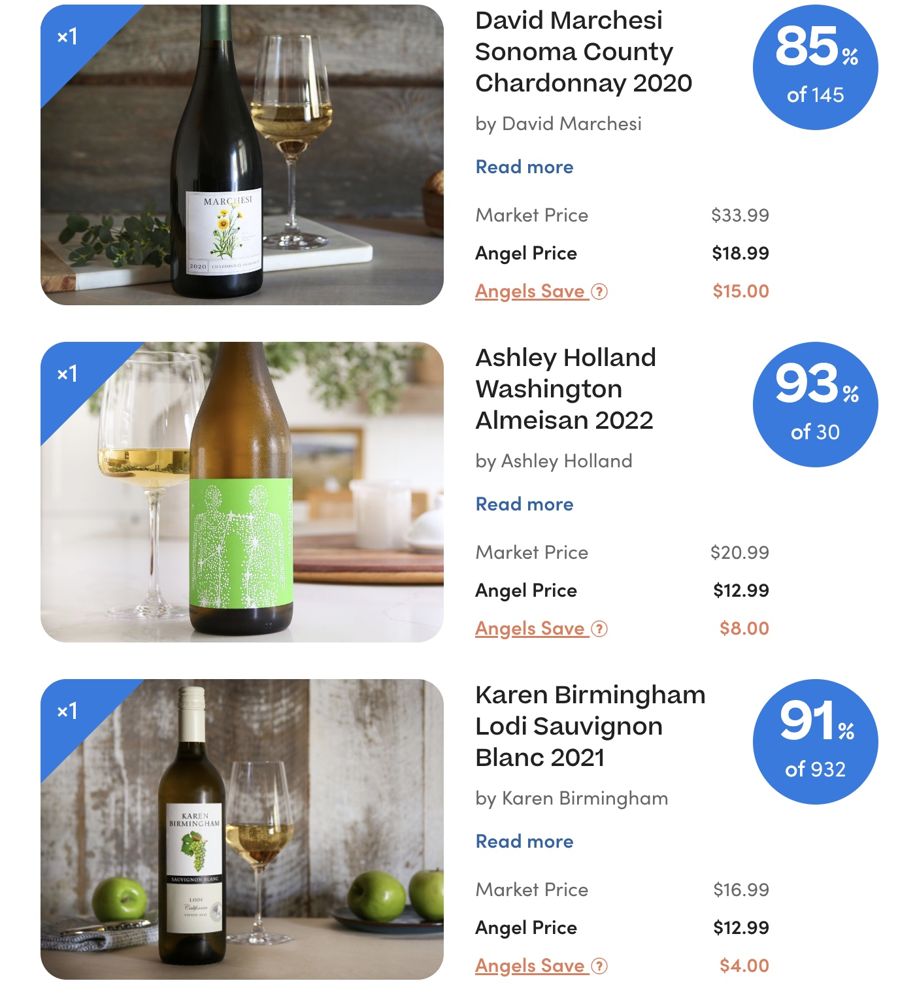 ×1
MARCHESI
2020
CHARDONNAY
David Marchesi
Sonoma County
Chardonnay 2020
by David Marchesi
Read more
Market Price $33.99
Angel Price $18.99
Angels Save ? $15.00
85%
of 145
×1
Ashley Holland
Washington
Almeisan 2022
by Ashley Holland
Read more
Market Price $20.99
Angel Price $12.99
Angels Save ? $8.00
93%
of 30
×1
KAREN
BIRMINGHAM
SAUVIGNON BLANC
LODI
California
Karen Birmingham
Lodi Sauvignon
Blanc 2021
by Karen Birmingham
Read more
Market Price $16.99
Angel Price $12.99
Angels Save ? $4.00
91%
of 932